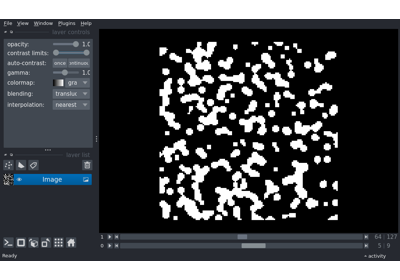 File View Window Plugins Help
layer controls
opacity: 1.0
contrast limits:
auto-contrast: once
gamma: 1.0
colormap: gra
blending: translu
interpolation: nearest
layer list
Image
1 64 127
0 5 9
Ready activity